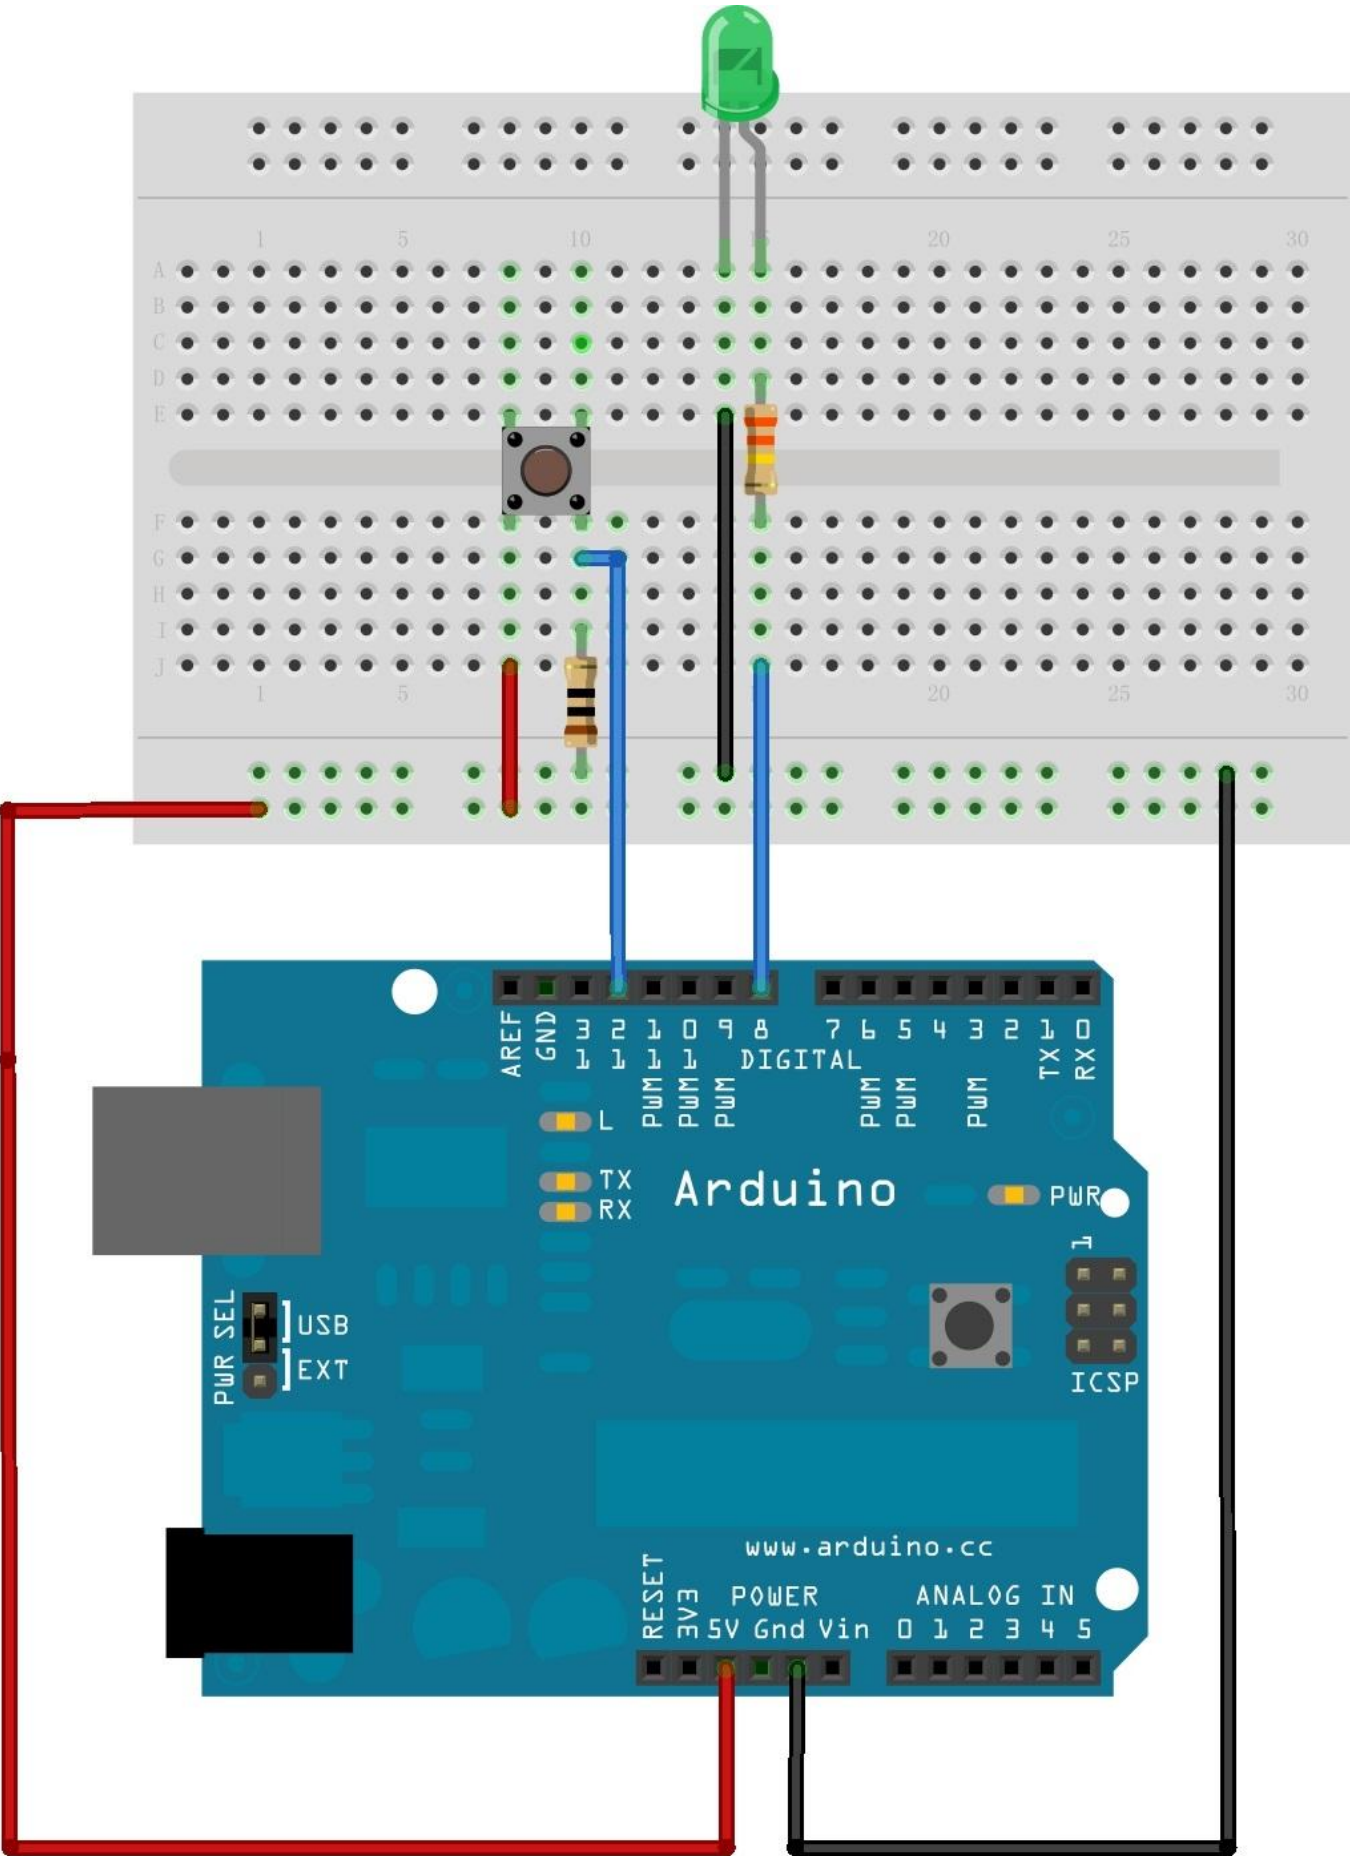 1 5 10 15 20 25 30
A
B
C
D
E
F
G
H
I
J
1 5 20 25 30
AREF GND 13 12 11 10 9 8 7 6 5 4 3 2 1 0
DIGITAL
PWM PWM PWM PWM PWM PWM TX RX
L
TX
RX
Arduino
PWR
1
ICSP
PWR SEL
USB
EXT
www.arduino.cc
POWER
ANALOG IN
RESET 3V3 5V Gnd Vin 0 1 2 3 4 5